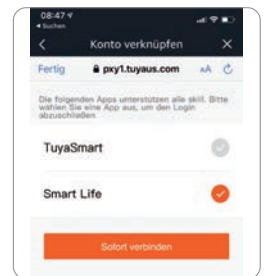 08:47
Suchen
Konto verknüpfen
Fertig pxy1.tuyaus.com AA
Die folgenden Apps unterstützen alle skill. Bitte
wählen Sie eine App aus, um den Login
abzuschließen
TuyaSmart
Smart Life
Sofort verbinden